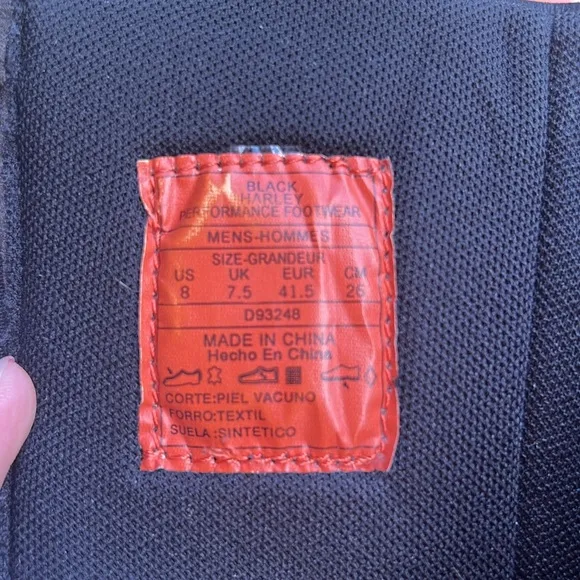 BLACK
HARLEY
PERFORMANCE FOOTWEAR
MENS-HOMMES
SIZE-GRANDEUR
US UK EUR CM
8 7.5 41.5 26
D93248
MADE IN CHINA
Hecho En China
CORTE:PIEL VACUNO
FORRO:TEXTIL
SUELA :SINTETICO